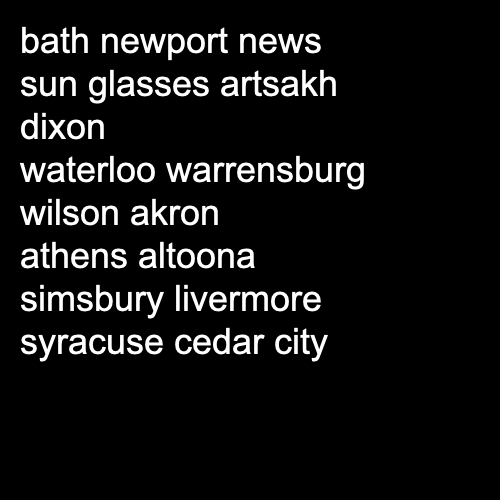 bath newport news
sun glasses artsakh
dixon
waterloo warrensburg
wilson akron
athens altoona
simsbury livermore
syracuse cedar city